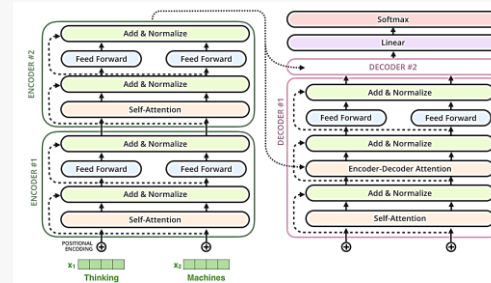 ENCODER #2
Add & Normalize
Feed Forward
Feed Forward
Add & Normalize
Self-Attention
ENCODER #1
Add & Normalize
Feed Forward
Feed Forward
Add & Normalize
Self-Attention
POSITIONAL
ENCODING
x₁
x₂
Thinking
Machines
Softmax
Linear
DECODER #2
DECODER #1
Add & Normalize
Feed Forward
Feed Forward
Add & Normalize
Encoder-Decoder Attention
Add & Normalize
Self-Attention